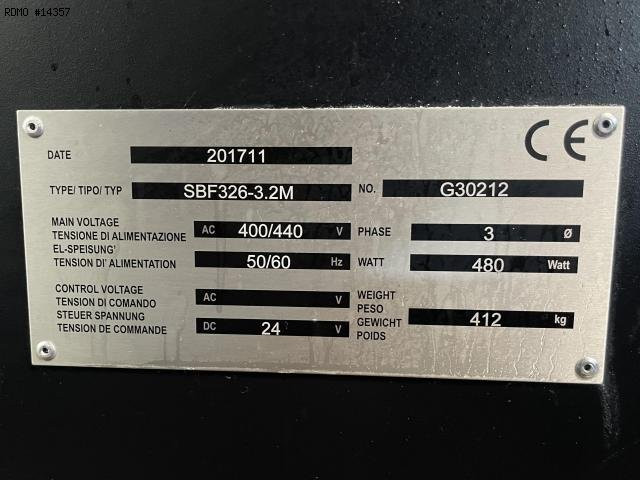 RDMO #14357
CE
DATE 201711
TYPE/ TIPO/ TYP SBF326-3.2M NO. G30212
MAIN VOLTAGE
TENSIONE DI ALIMENTAZIONE
EL-SPEISUNG'
TENSION DI' ALIMENTATION
AC 400/440 V
50/60 Hz
PHASE 3 Ø
WATT 480 Watt
CONTROL VOLTAGE
TENSION DI COMANDO
STEUER SPANNUNG
TENSION DE COMMANDE
AC V
DC 24 V
WEIGHT
PESO
GEWICHT
POIDS
412 kg